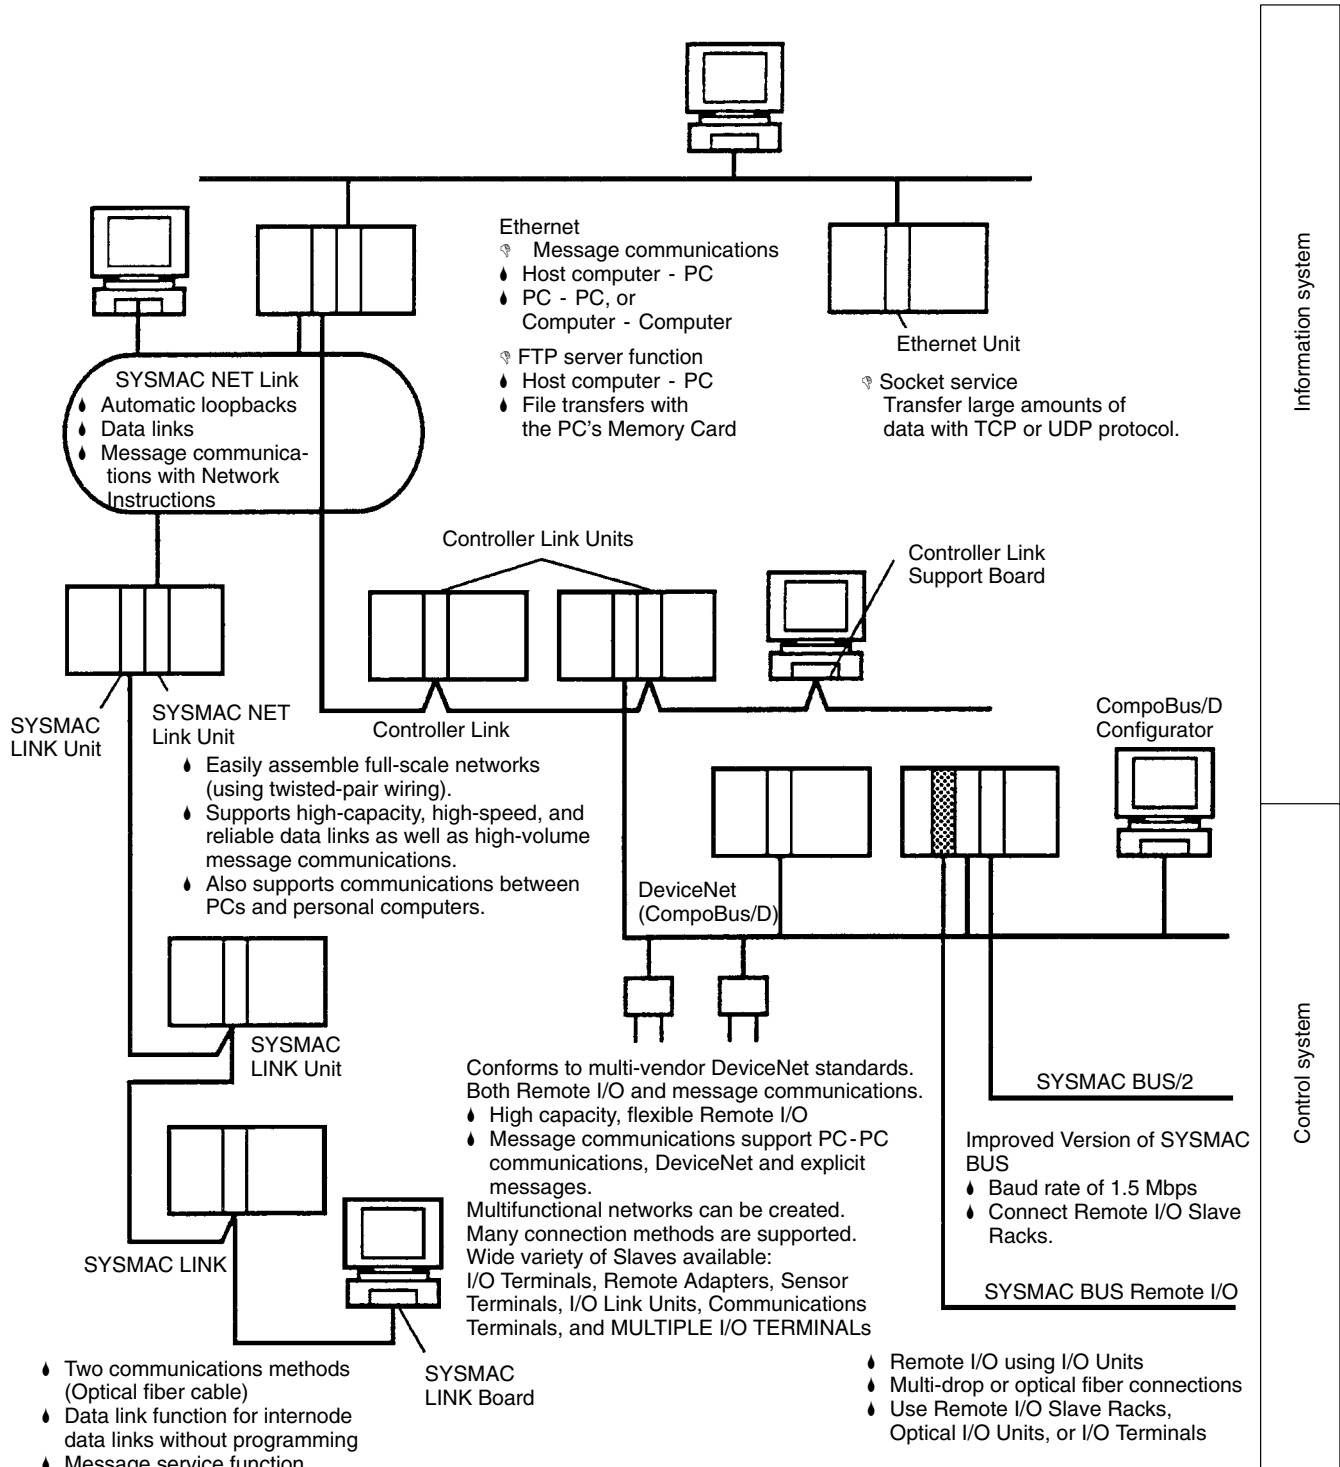 Ethernet
Message communications
Host computer - PC
PC - PC, or
Computer - Computer
FTP server function
Host computer - PC
File transfers with
the PC's Memory Card
Ethernet Unit
Socket service
Transfer large amounts of
data with TCP or UDP protocol.
Information system
SYSMAC NET Link
Automatic loopbacks
Data links
Message communica-
tions with Network
Instructions
Controller Link Units
Controller Link
Support Board
SYSMAC
LINK Unit
SYSMAC NET
Link Unit
Controller Link
Easily assemble full-scale networks
(using twisted-pair wiring).
Supports high-capacity, high-speed, and
reliable data links as well as high-volume
message communications.
Also supports communications between
PCs and personal computers.
CompoBus/D
Configurator
DeviceNet
(CompoBus/D)
SYSMAC
LINK Unit
Conforms to multi-vendor DeviceNet standards.
Both Remote I/O and message communications.
High capacity, flexible Remote I/O
Message communications support PC-PC
communications, DeviceNet and explicit
messages.
Multifunctional networks can be created.
Many connection methods are supported.
Wide variety of Slaves available:
I/O Terminals, Remote Adapters, Sensor
Terminals, I/O Link Units, Communications
Terminals, and MULTIPLE I/O TERMINALs
SYSMAC BUS/2
Improved Version of SYSMAC
BUS
Baud rate of 1.5 Mbps
Connect Remote I/O Slave
Racks.
SYSMAC BUS Remote I/O
Remote I/O using I/O Units
Multi-drop or optical fiber connections
Use Remote I/O Slave Racks,
Optical I/O Units, or I/O Terminals
Control system
SYSMAC LINK
SYSMAC
LINK Board
Two communications methods
(Optical fiber cable)
Data link function for internode
data links without programming
Message service function